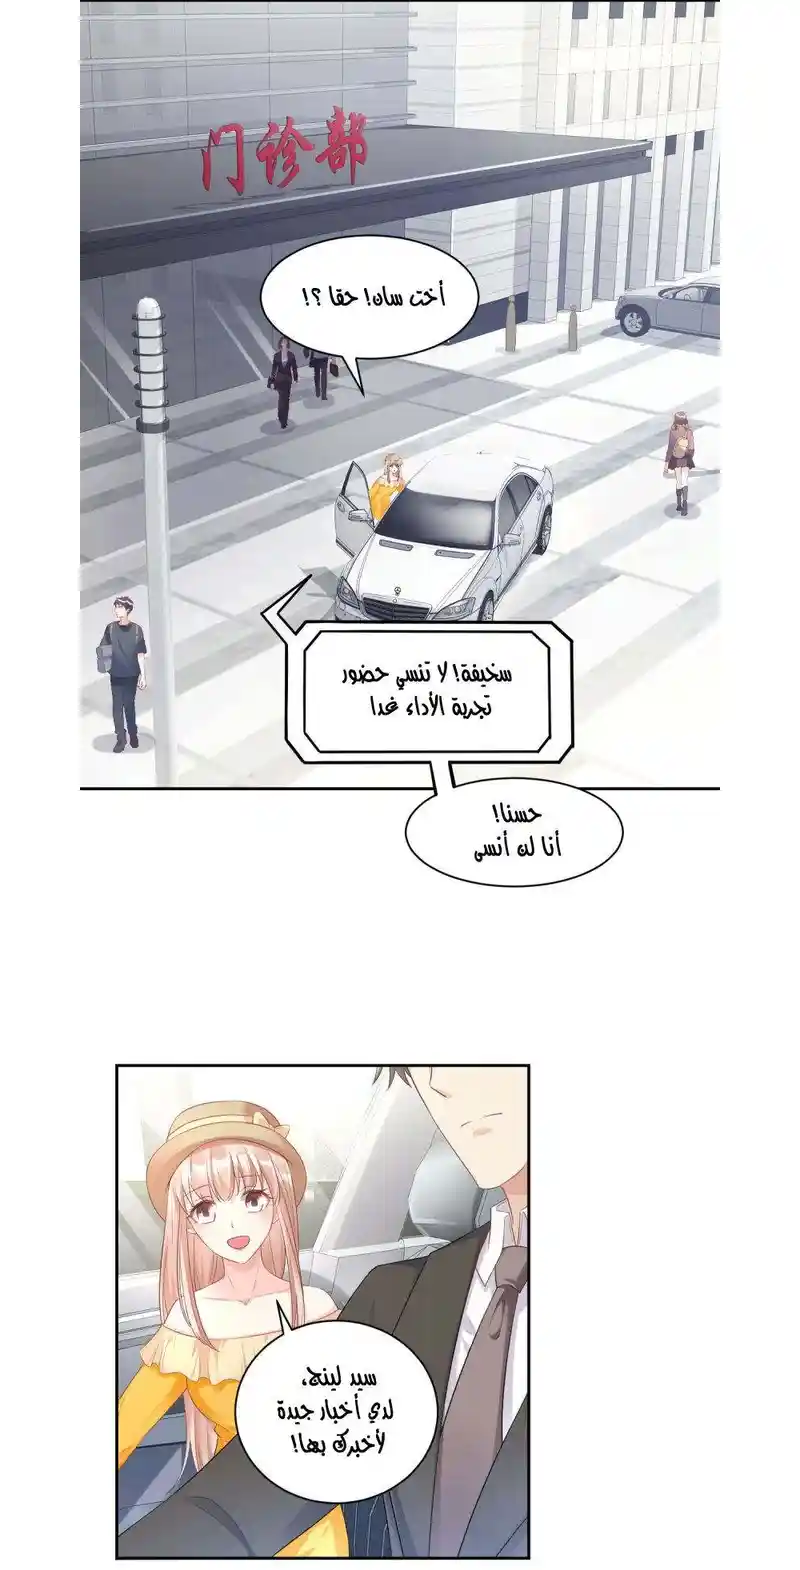 门诊部
أخت سان! حقا ؟!
سخيفة! لا تنسي حضور
تجربة الأداء غدا
حسنا!
أنا لن أنسى
سيد لينج،
لدي أخبار جيدة
لأخبرك بها!